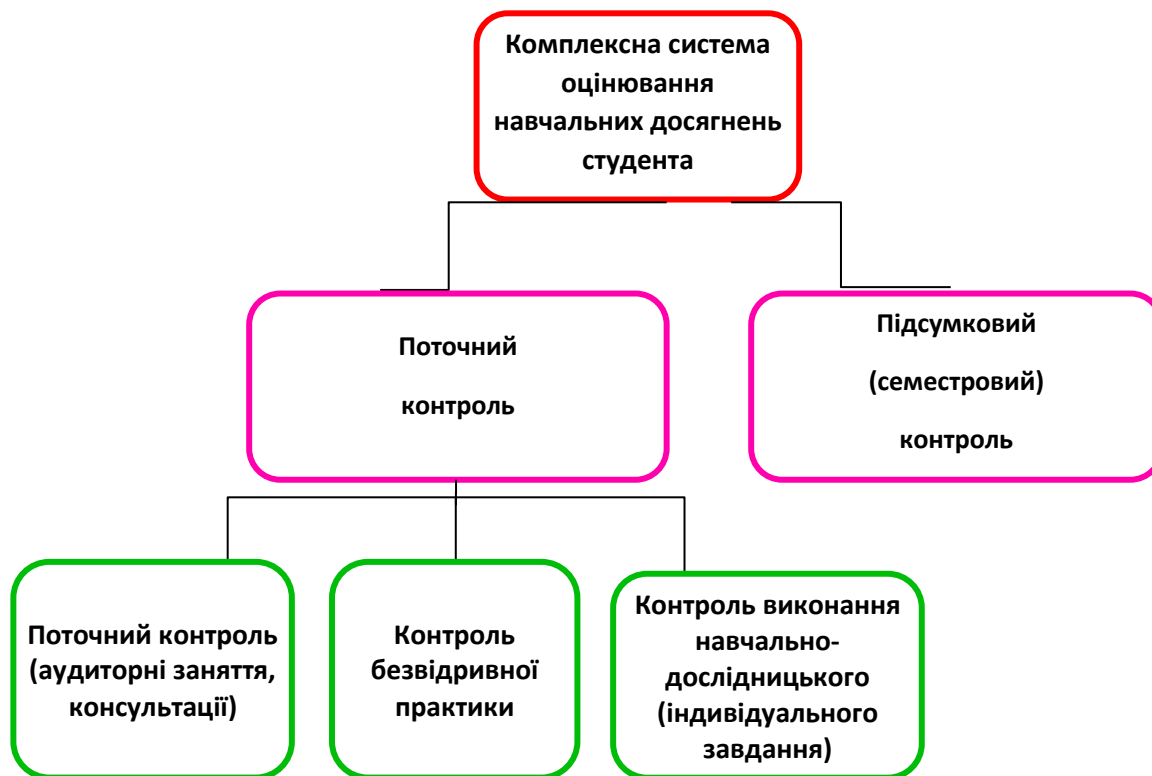 Комплексна система
оцінювання
навчальних досягнень
студента
Поточний
контроль
Підсумковий
(семестровий)
контроль
Поточний контроль
(аудиторні заняття,
консультації)
Контроль
безвідривної
практики
Контроль виконання
навчально-
дослідницького
(індивідуального
завдання)